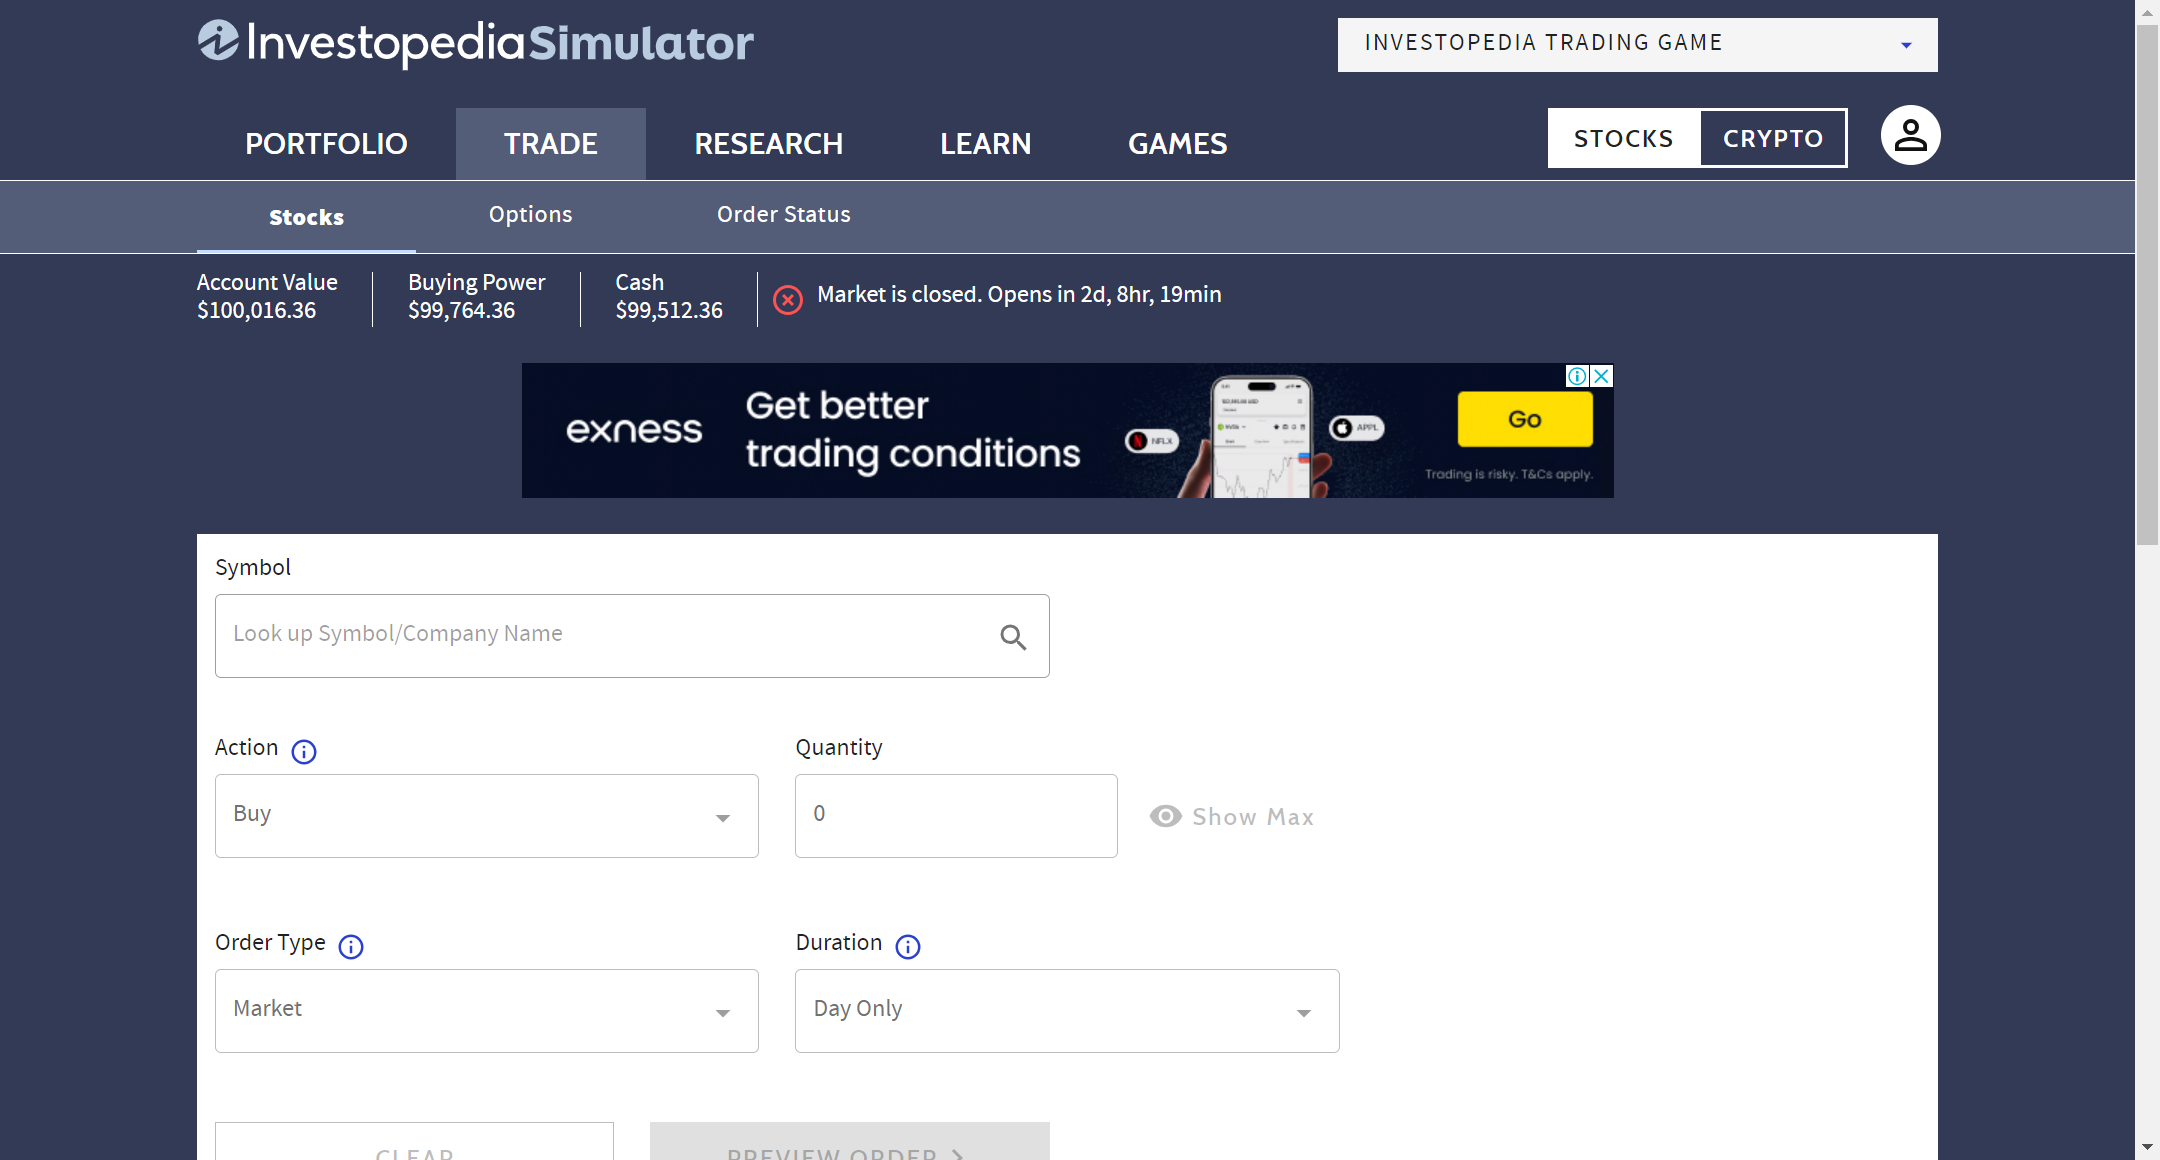 InvestopediaSimulator
INVESTOPEDIA TRADING GAME
PORTFOLIO
TRADE
RESEARCH
LEARN
GAMES
STOCKS
CRYPTO
Stocks
Options
Order Status
Account Value
$100,016.36
Buying Power
$99,764.36
Cash
$99,512.36
Market is closed. Opens in 2d, 8hr, 19min
exness
Get better
trading conditions
NFLX
APPL
Go
Trading is risky. T&Cs apply.
Symbol
Look up Symbol/Company Name
Action
Buy
Quantity
0
Show Max
Order Type
Market
Duration
Day Only
CLEAR
PREVIEW ORDER